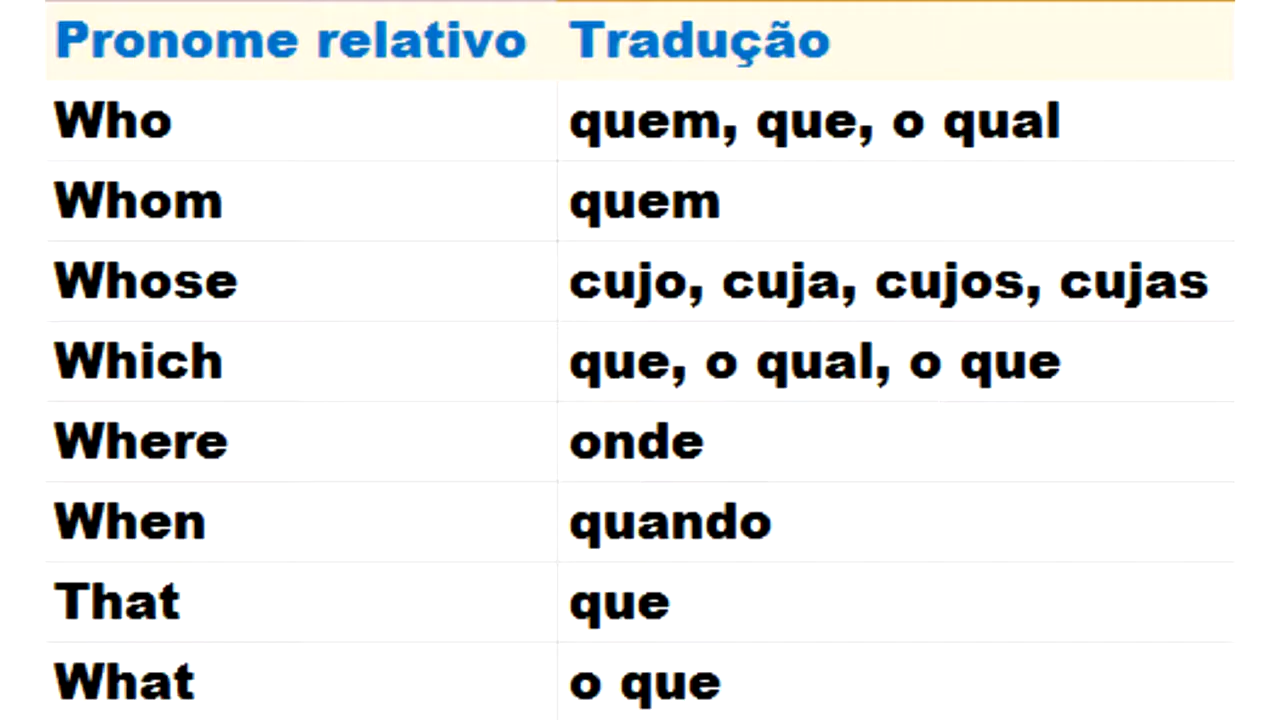 Pronome relativo Tradução
Who quem, que, o qual
Whom quem
Whose cujo, cuja, cujos, cujas
Which que, o qual, o que
Where onde
When quando
That que
What o que